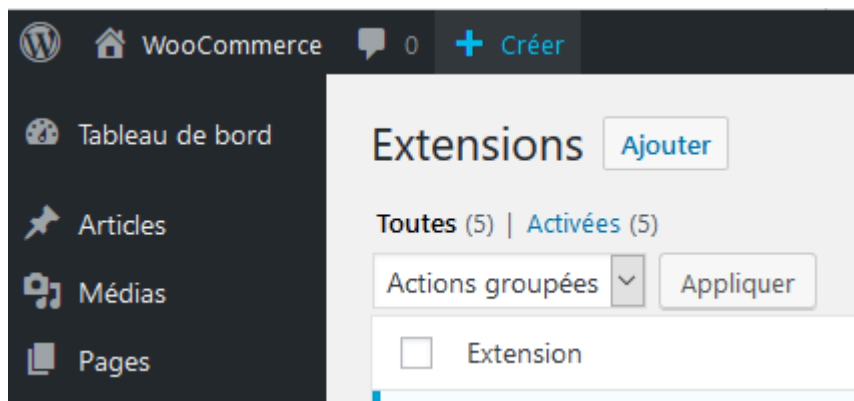 WooCommerce 0 + Créer
Tableau de bord
Extensions Ajouter
Articles
Toutes (5) | Activées (5)
Médias
Actions groupées Appliquer
Pages
Extension